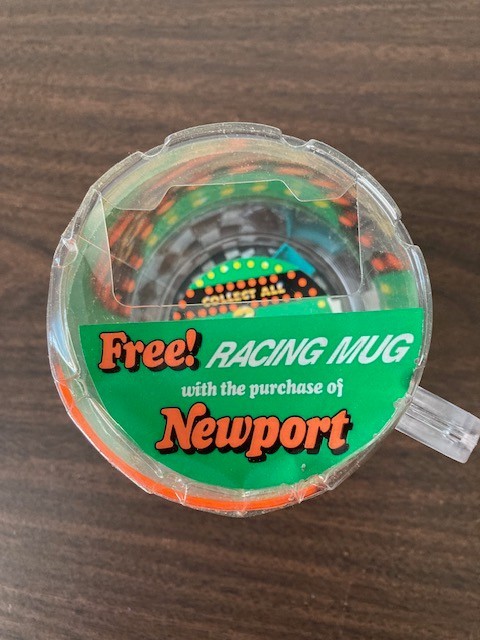 COLLECT ALL
Free! RACING MUG
with the purchase of
Newport